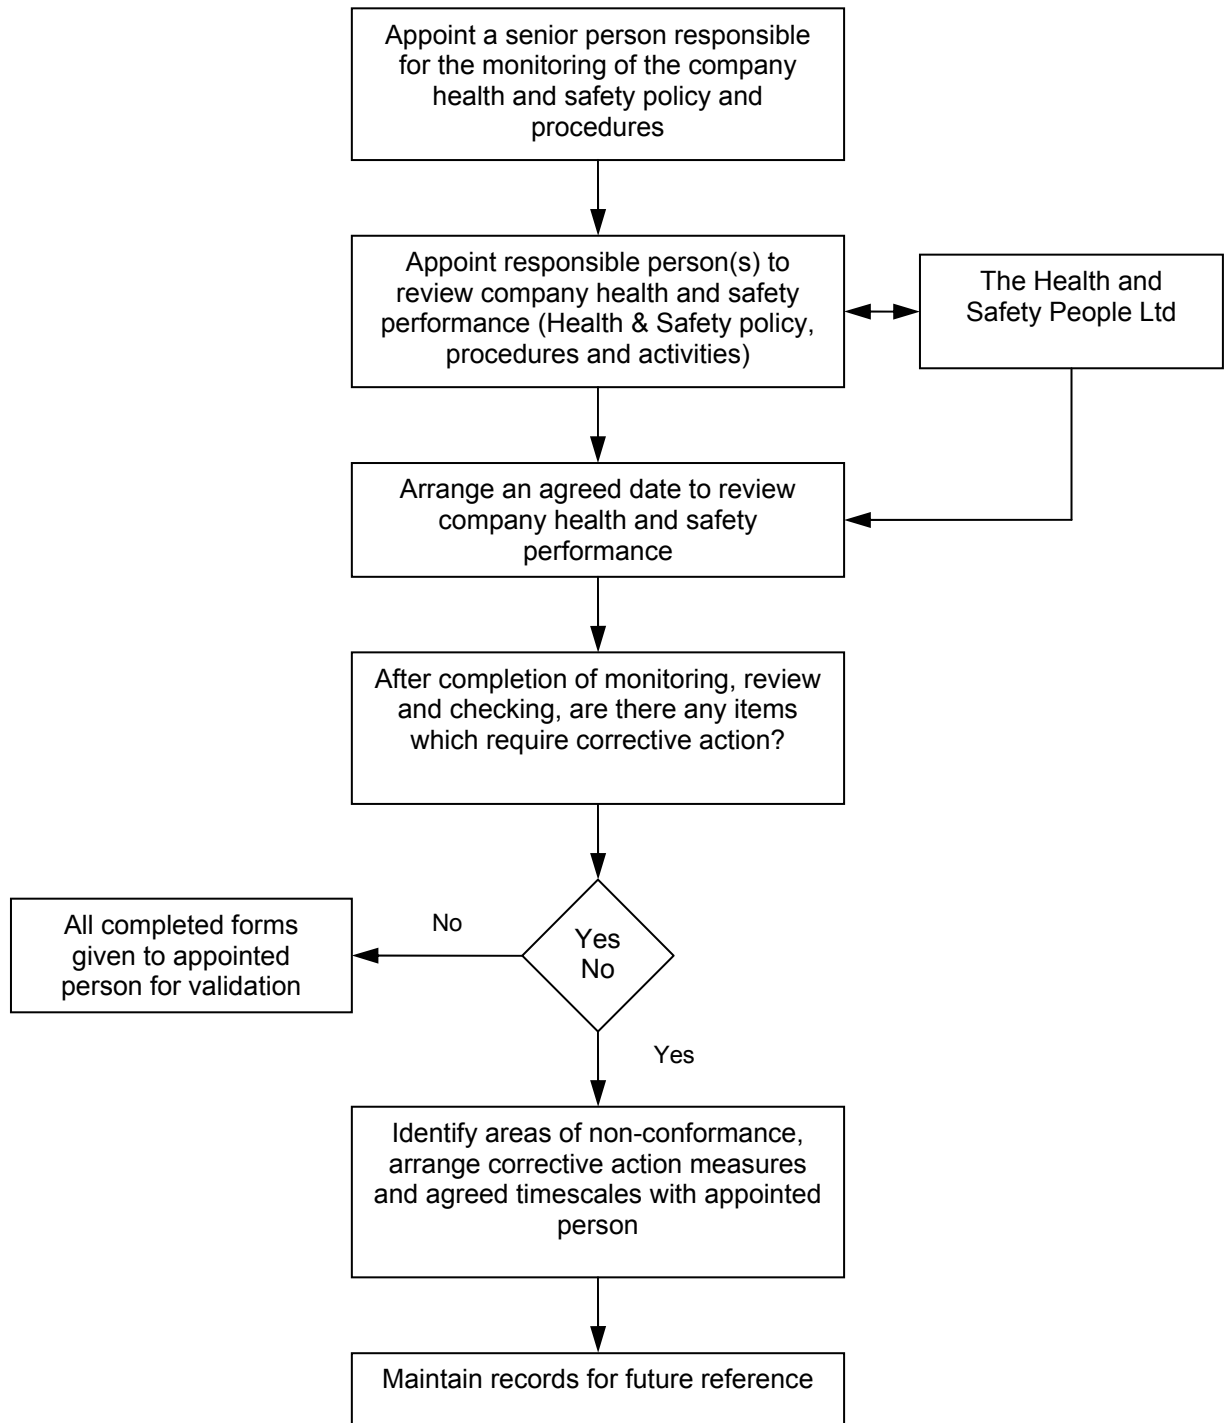 Appoint a senior person responsible
for the monitoring of the company
health and safety policy and
procedures
Appoint responsible person(s) to
review company health and safety
performance (Health & Safety policy,
procedures and activities)
The Health and
Safety People Ltd
Arrange an agreed date to review
company health and safety
performance
After completion of monitoring, review
and checking, are there any items
which require corrective action?
All completed forms
given to appointed
person for validation
No
Yes
No
Yes
Identify areas of non-conformance,
arrange corrective action measures
and agreed timescales with appointed
person
Maintain records for future reference